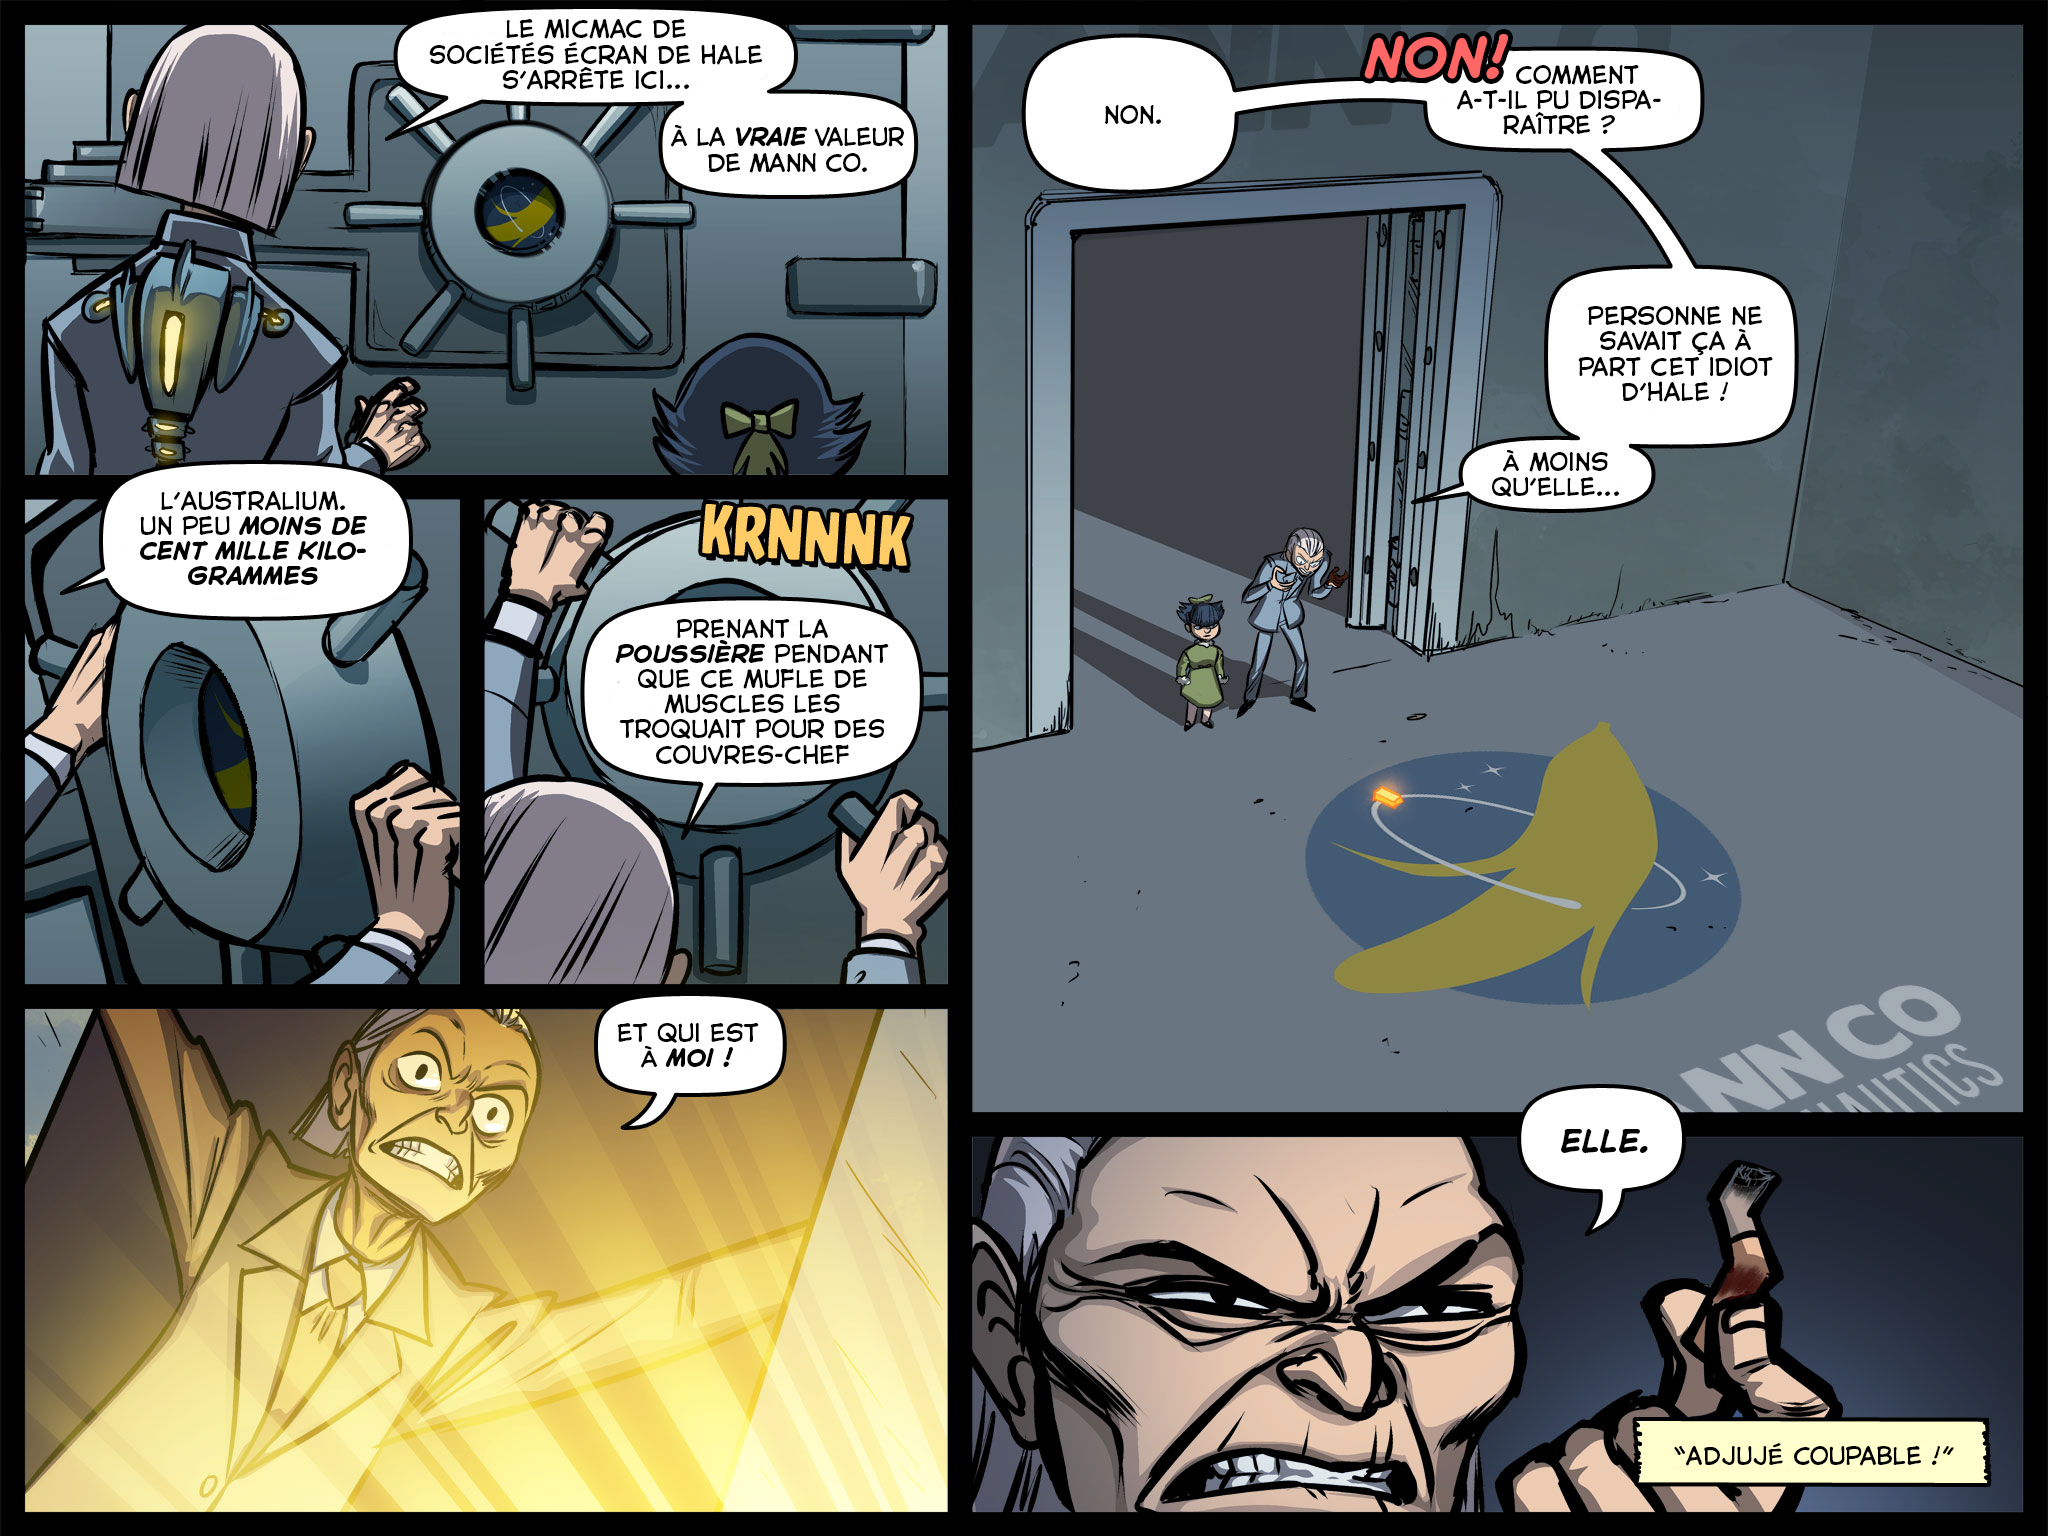 LE MICMAC DE
SOCIÉTÉS ÉCRAN DE HALE
S'ARRÊTE ICI...
À LA VRAIE VALEUR
DE MANN CO.
L'AUSTRALIUM.
UN PEU MOINS DE
CENT MILLE KILO-
GRAMMES
KRNNNK
PRENANT LA
POUSSIÈRE PENDANT
QUE CE MUFLE DE
MUSCLES LES
TROQUAIT POUR DES
COUVRES-CHEF
ET QUI EST
À MOI !
NON.
NON! COMMENT
A-T-IL PU DISPA-
RAÎTRE ?
PERSONNE NE
SAVAIT ÇA À
PART CET IDIOT
D'HALE !
À MOINS
QU'ELLE...
ANN CO
NAUTICS
ELLE.
"ADJUJÉ COUPABLE !"